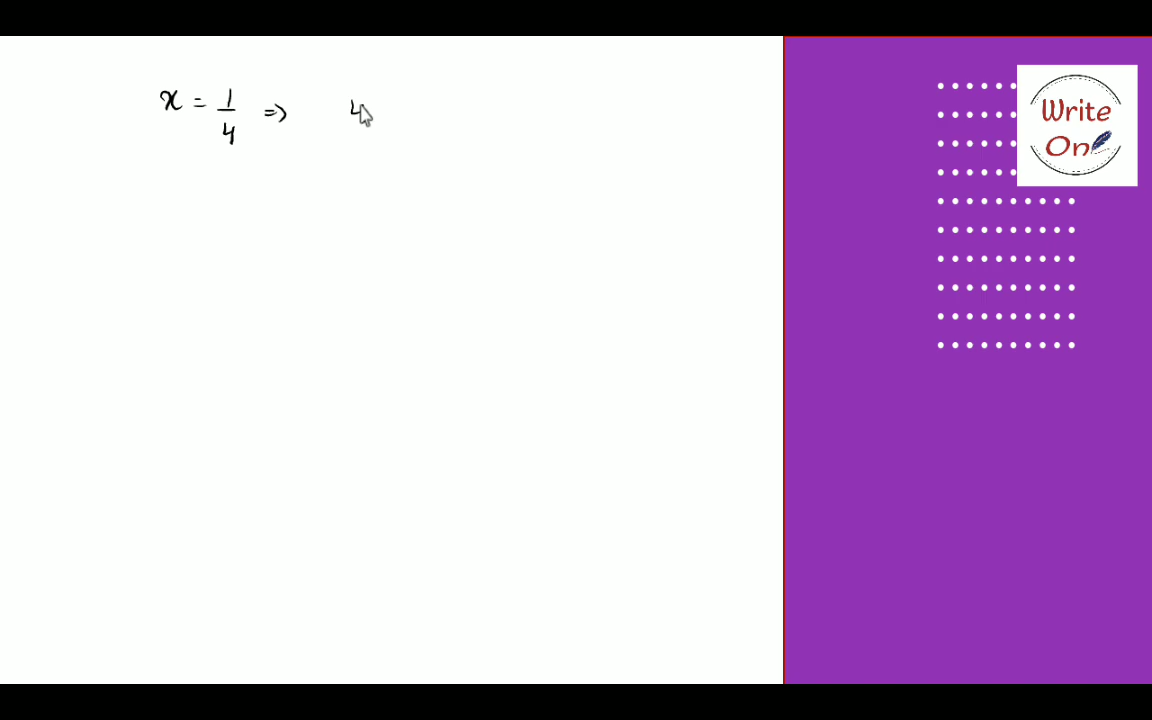 x = 1/4 => 4
Write
On